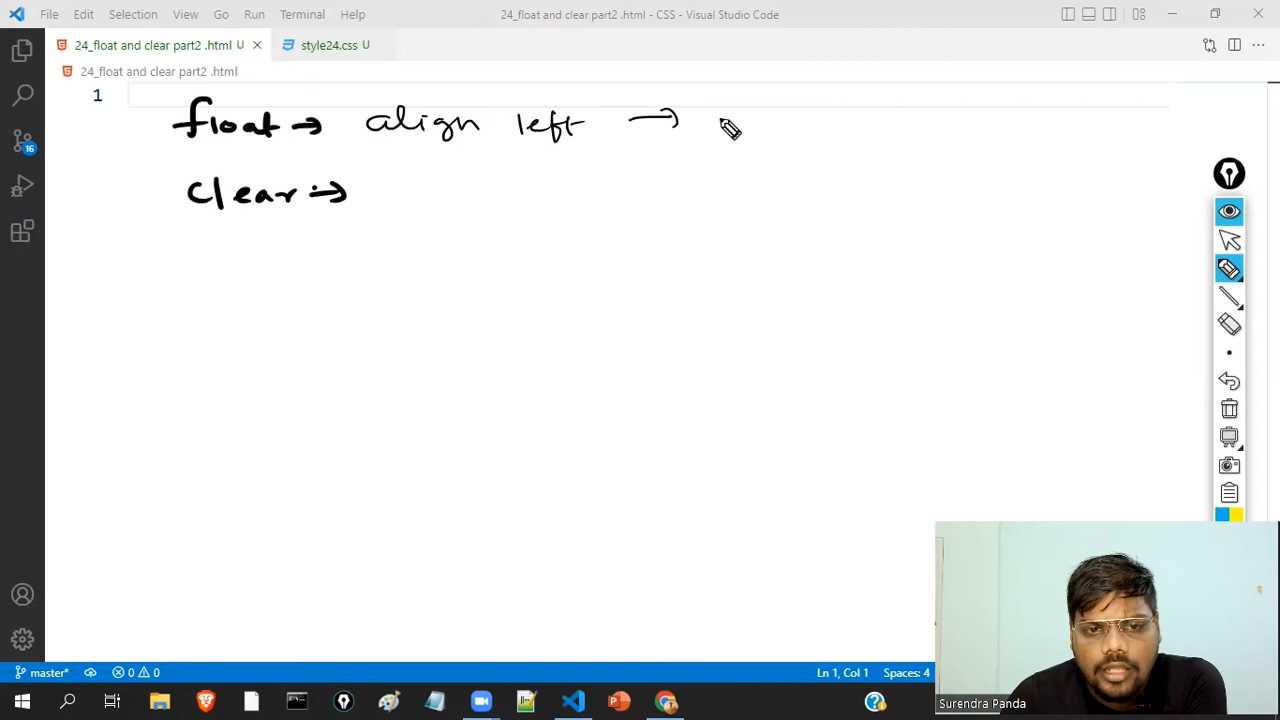 File Edit Selection View Go Run Terminal Help 24_float and clear part2 .html - CSS - Visual Studio Code
24_float and clear part2 .html U style24.css U
24_float and clear part2 .html
1
float → align left →
clear →
16
master* 0 0 Ln 1, Col 1 Spaces: 4
Surendra Panda